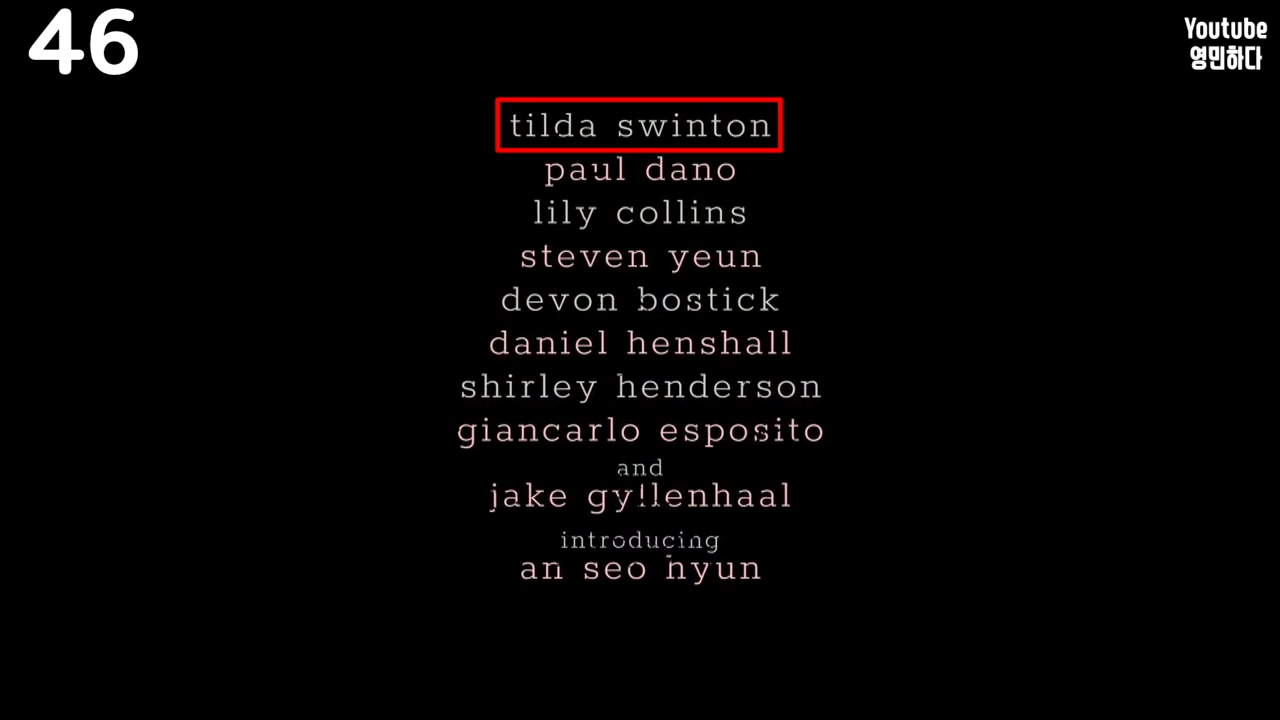 46
Youtube
영민하다
tilda swinton
paul dano
lily collins
steven yeun
devon bostick
daniel henshall
shirley henderson
giancarlo esposito
and
jake gyllenhaal
introducing
an seo hyun